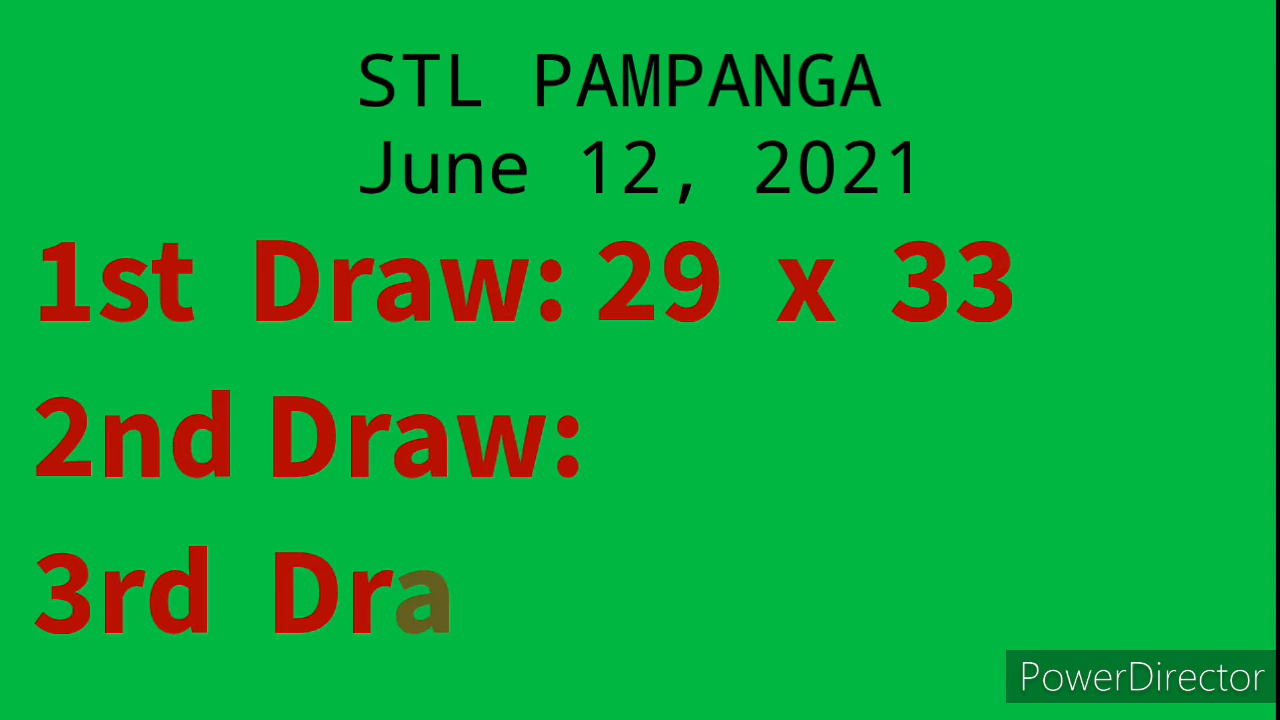 STL PAMPANGA
June 12, 2021
1st Draw: 29 x 33
2nd Draw:
3rd Dra
PowerDirector